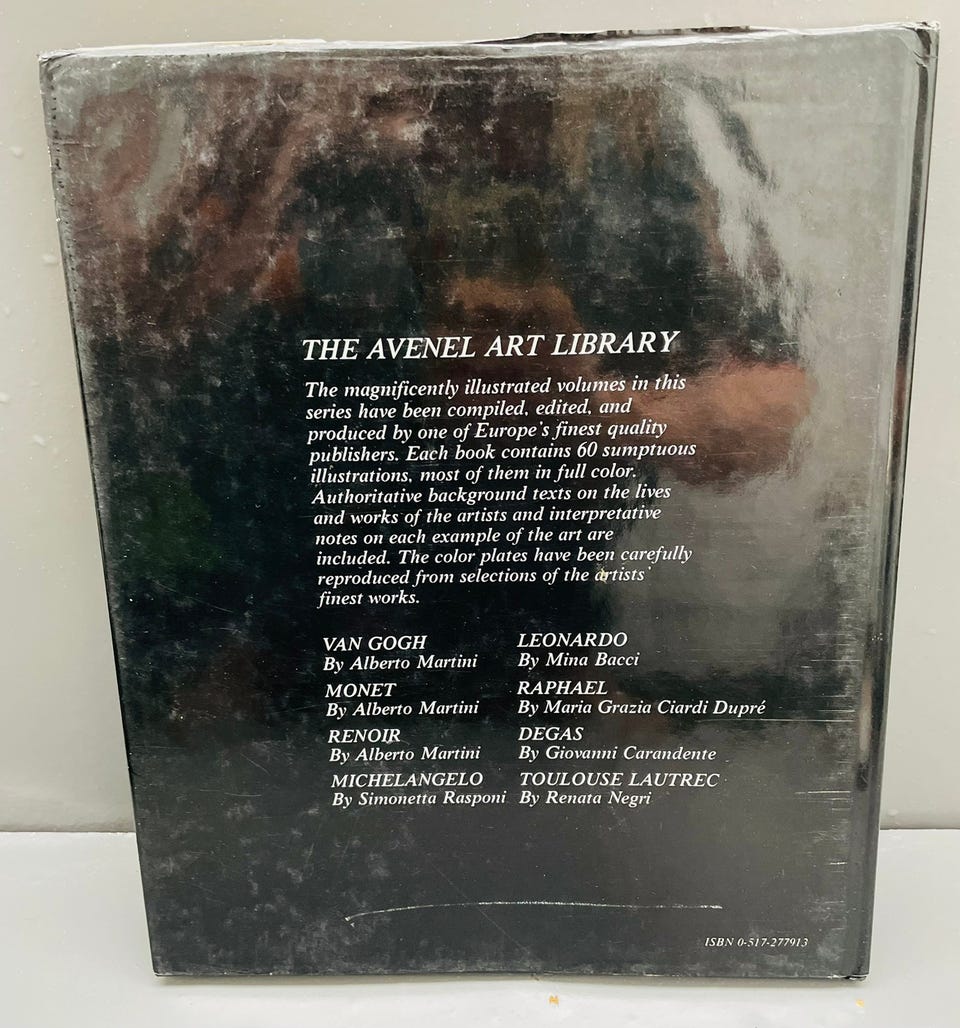 THE AVENEL ART LIBRARY
The magnificently illustrated volumes in this
series have been compiled, edited, and
produced by one of Europe's finest quality
publishers. Each book contains 60 sumptuous
illustrations, most of them in full color.
Authoritative background texts on the lives
and works of the artists and interpretative
notes on each example of the art are
included. The color plates have been carefully
reproduced from selections of the artists'
finest works.
VAN GOGH
By Alberto Martini
MONET
By Alberto Martini
RENOIR
By Alberto Martini
MICHELANGELO
By Simonetta Rasponi
LEONARDO
By Mina Bacci
RAPHAEL
By Maria Grazia Ciardi Dupré
DEGAS
By Giovanni Carandente
TOULOUSE LAUTREC
By Renata Negri
ISBN 0-517-277913